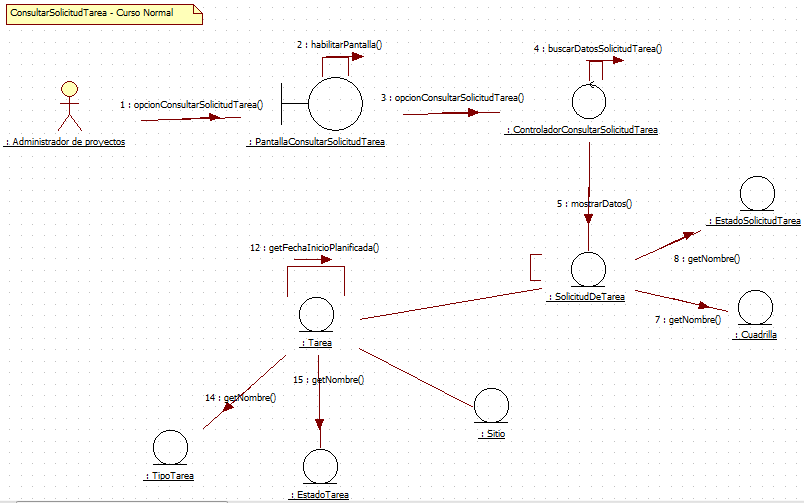 ConsultarSolicitudTarea - Curso Normal
2 : habilitarPantalla()
4 : buscarDatosSolicitudTarea()
1 : opcionConsultarSolicitudTarea()
3 : opcionConsultarSolicitudTarea()
: Administrador de proyectos
: PantallaConsultarSolicitudTarea
: ControladorConsultarSolicitudTarea
5 : mostrarDatos()
: EstadoSolicitudTarea
12 : getFechaInicioPlanificada()
8 : getNombre()
: SolicitudDeTarea
7 : getNombre()
: Cuadrilla
: Tarea
15 : getNombre()
14 : getNombre()
: Sitio
: TipoTarea
: EstadoTarea